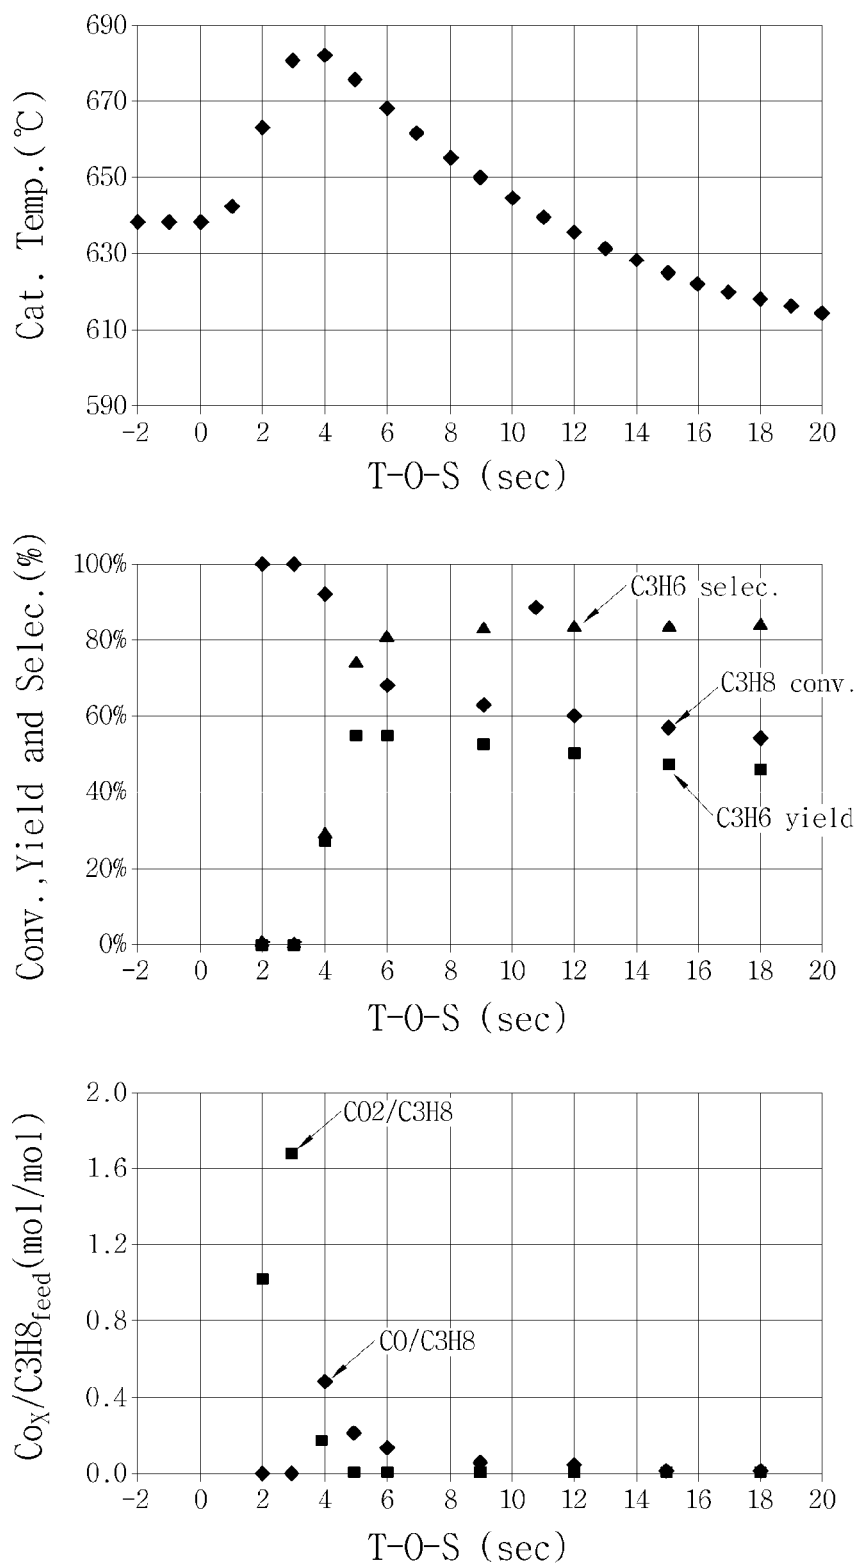 Cat. Temp.(℃)
690
670
650
630
610
590
-2 0 2 4 6 8 10 12 14 16 18 20
T-O-S (sec)
Conv.,Yield and Selec.(%)
100%
80%
60%
40%
20%
0%
C3H6 selec.
C3H8 conv.
C3H6 yield
-2 0 2 4 6 8 10 12 14 16 18 20
T-O-S (sec)
CoX/C3H8feed(mol/mol)
2.0
1.6
1.2
0.8
0.4
0.0
CO2/C3H8
CO/C3H8
-2 0 2 4 6 8 10 12 14 16 18 20
T-O-S (sec)